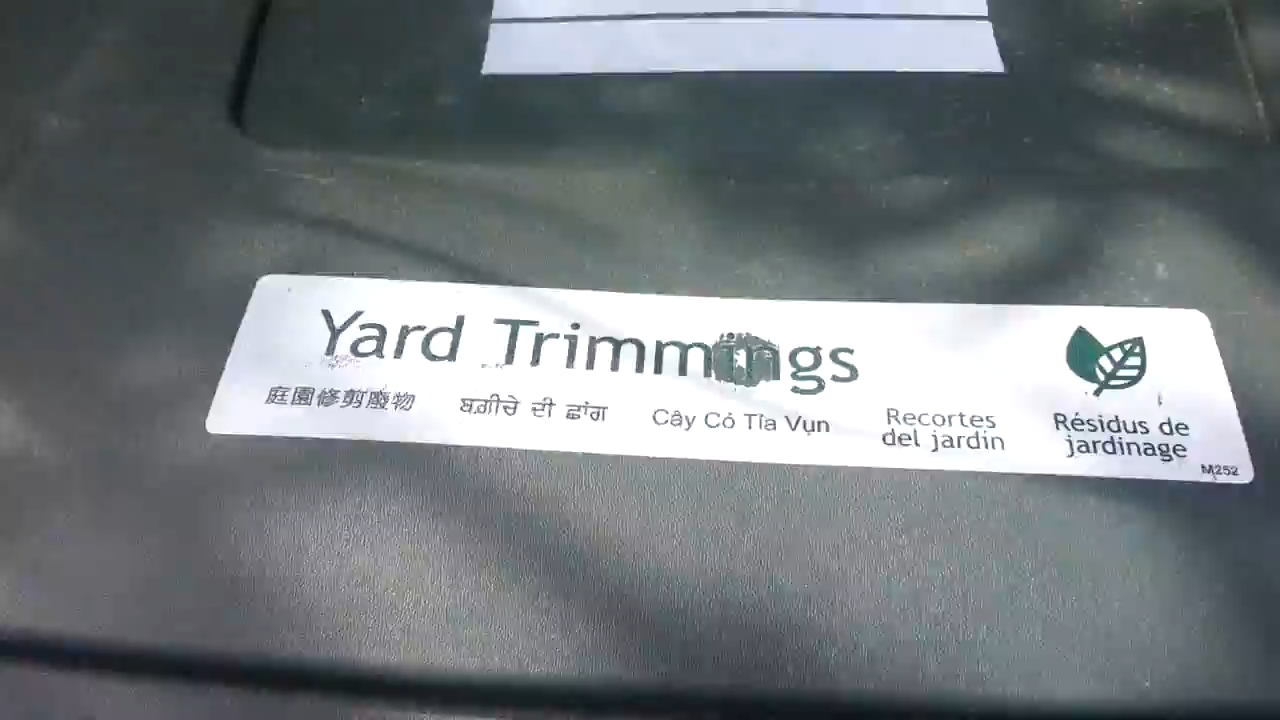 Yard Trimmings
庭園修剪廢物
ਬਗ਼ੀਚੇ ਦੀ ਛਾਂਗ
Cây Cỏ Tỉa Vụn
Recortes
del jardín
Résidus de
jardinage
M252